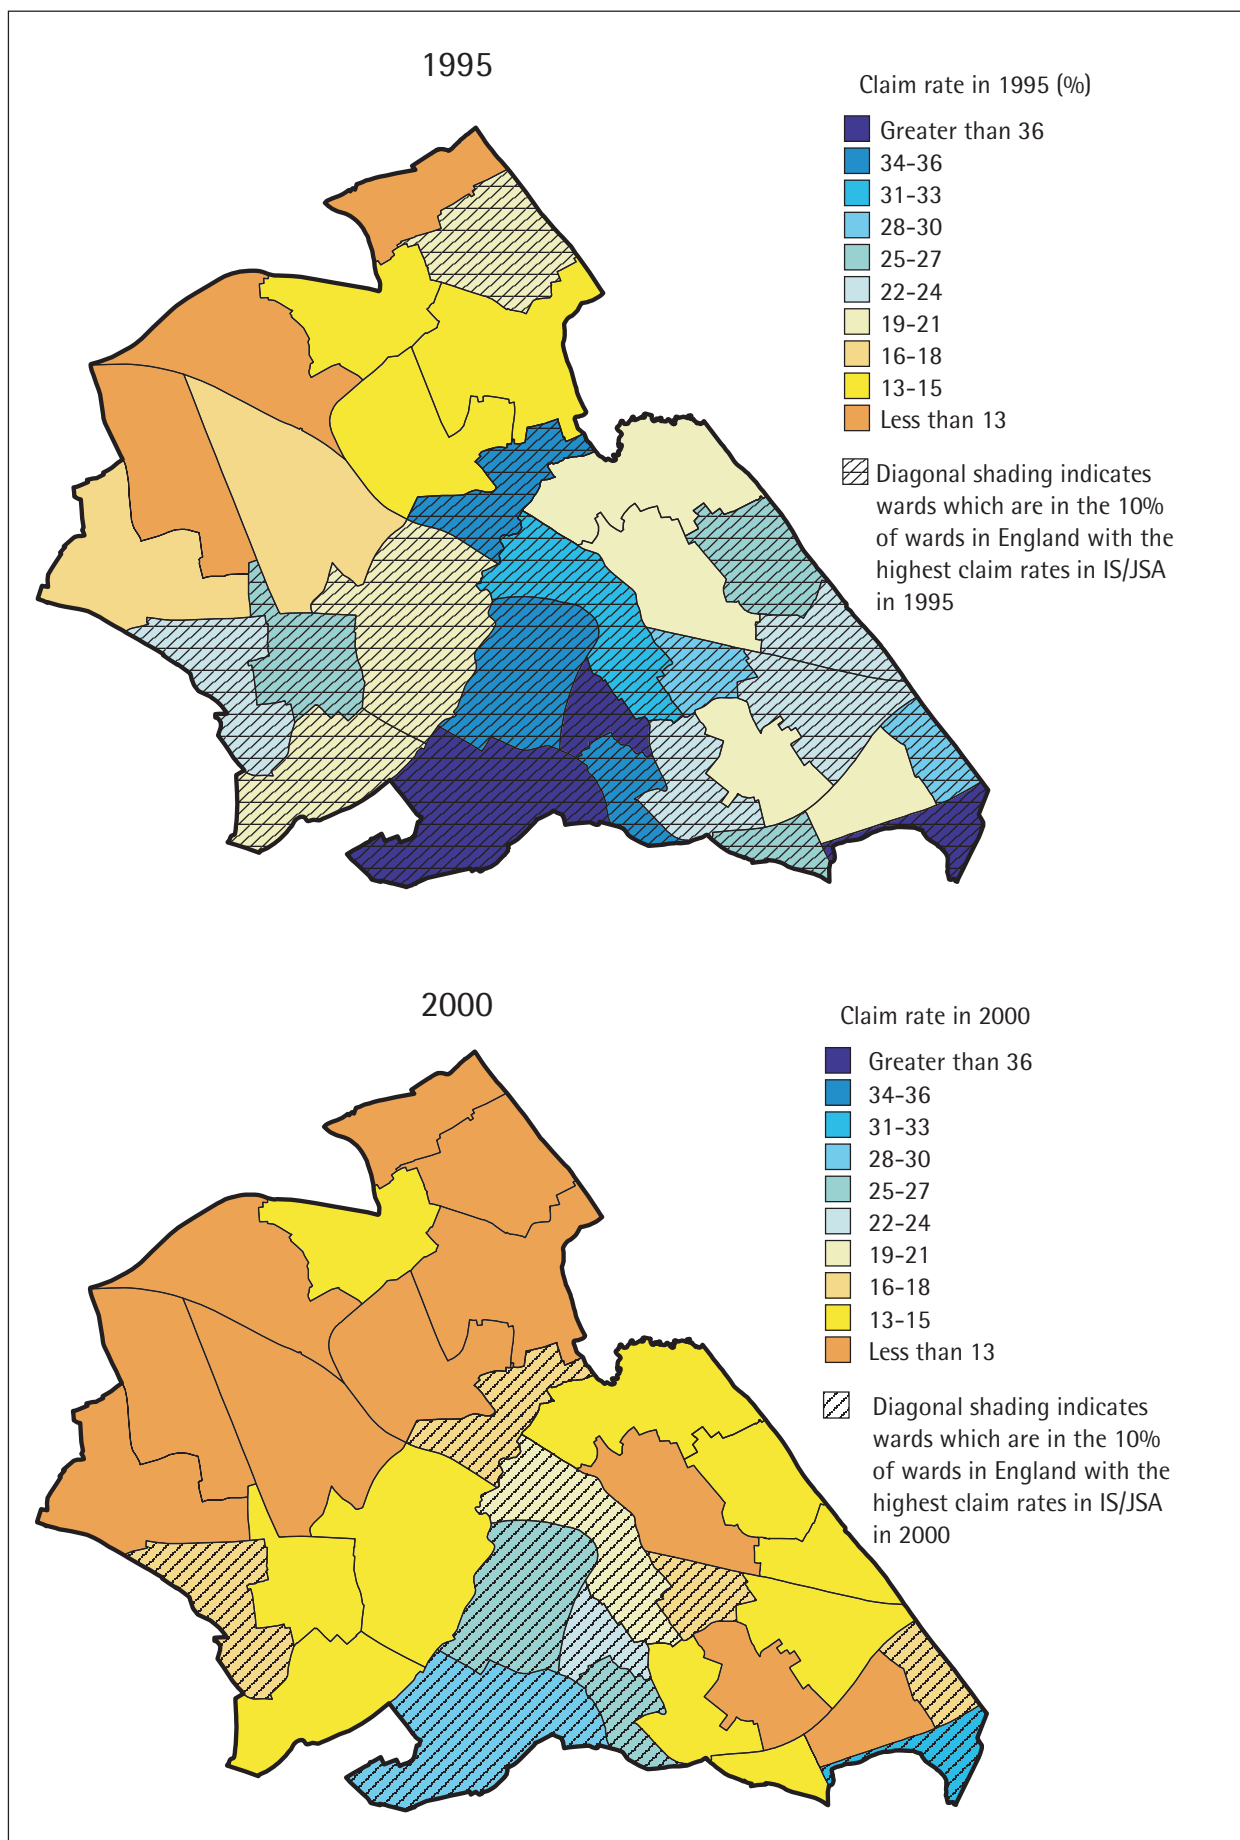 1995
Claim rate in 1995 (%)
Greater than 36
34-36
31-33
28-30
25-27
22-24
19-21
16-18
13-15
Less than 13
Diagonal shading indicates
wards which are in the 10%
of wards in England with the
highest claim rates in IS/JSA
in 1995
2000
Claim rate in 2000
Greater than 36
34-36
31-33
28-30
25-27
22-24
19-21
16-18
13-15
Less than 13
Diagonal shading indicates
wards which are in the 10%
of wards in England with the
highest claim rates in IS/JSA
in 2000